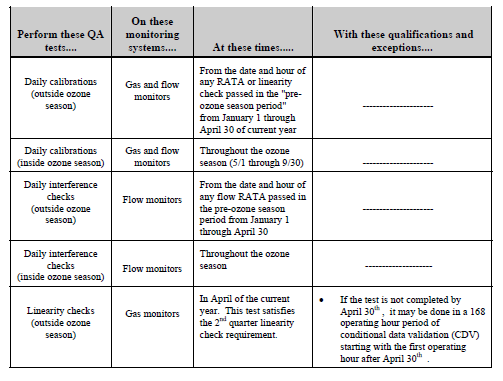 Perform these QA
tests....
On these
monitoring
systems....
At these times.....
With these qualifications and
exceptions....
Daily calibrations
(outside ozone
season)
Gas and flow
monitors
From the date and hour of
any RATA or linearity
check passed in the "pre-
ozone season period"
from January 1 through
April 30 of current year
---------------------
Daily calibrations
(inside ozone season)
Gas and flow
monitors
Throughout the ozone
season (5/1 through 9/30)
---------------------
Daily interference
checks
(outside ozone
season)
Flow monitors
From the date and hour of
any flow RATA passed in
the pre-ozone season
period from January 1
through April 30
---------------------
Daily interference
checks
(inside ozone season)
Flow monitors
Throughout the ozone
season
--------------------
Linearity checks
(outside ozone
season)
Gas monitors
In April of the current
year. This test satisfies
the 2nd quarter linearity
check requirement.
• If the test is not completed by
April 30th , it may be done in a 168
operating hour period of
conditional data validation (CDV)
starting with the first operating
hour after April 30th .